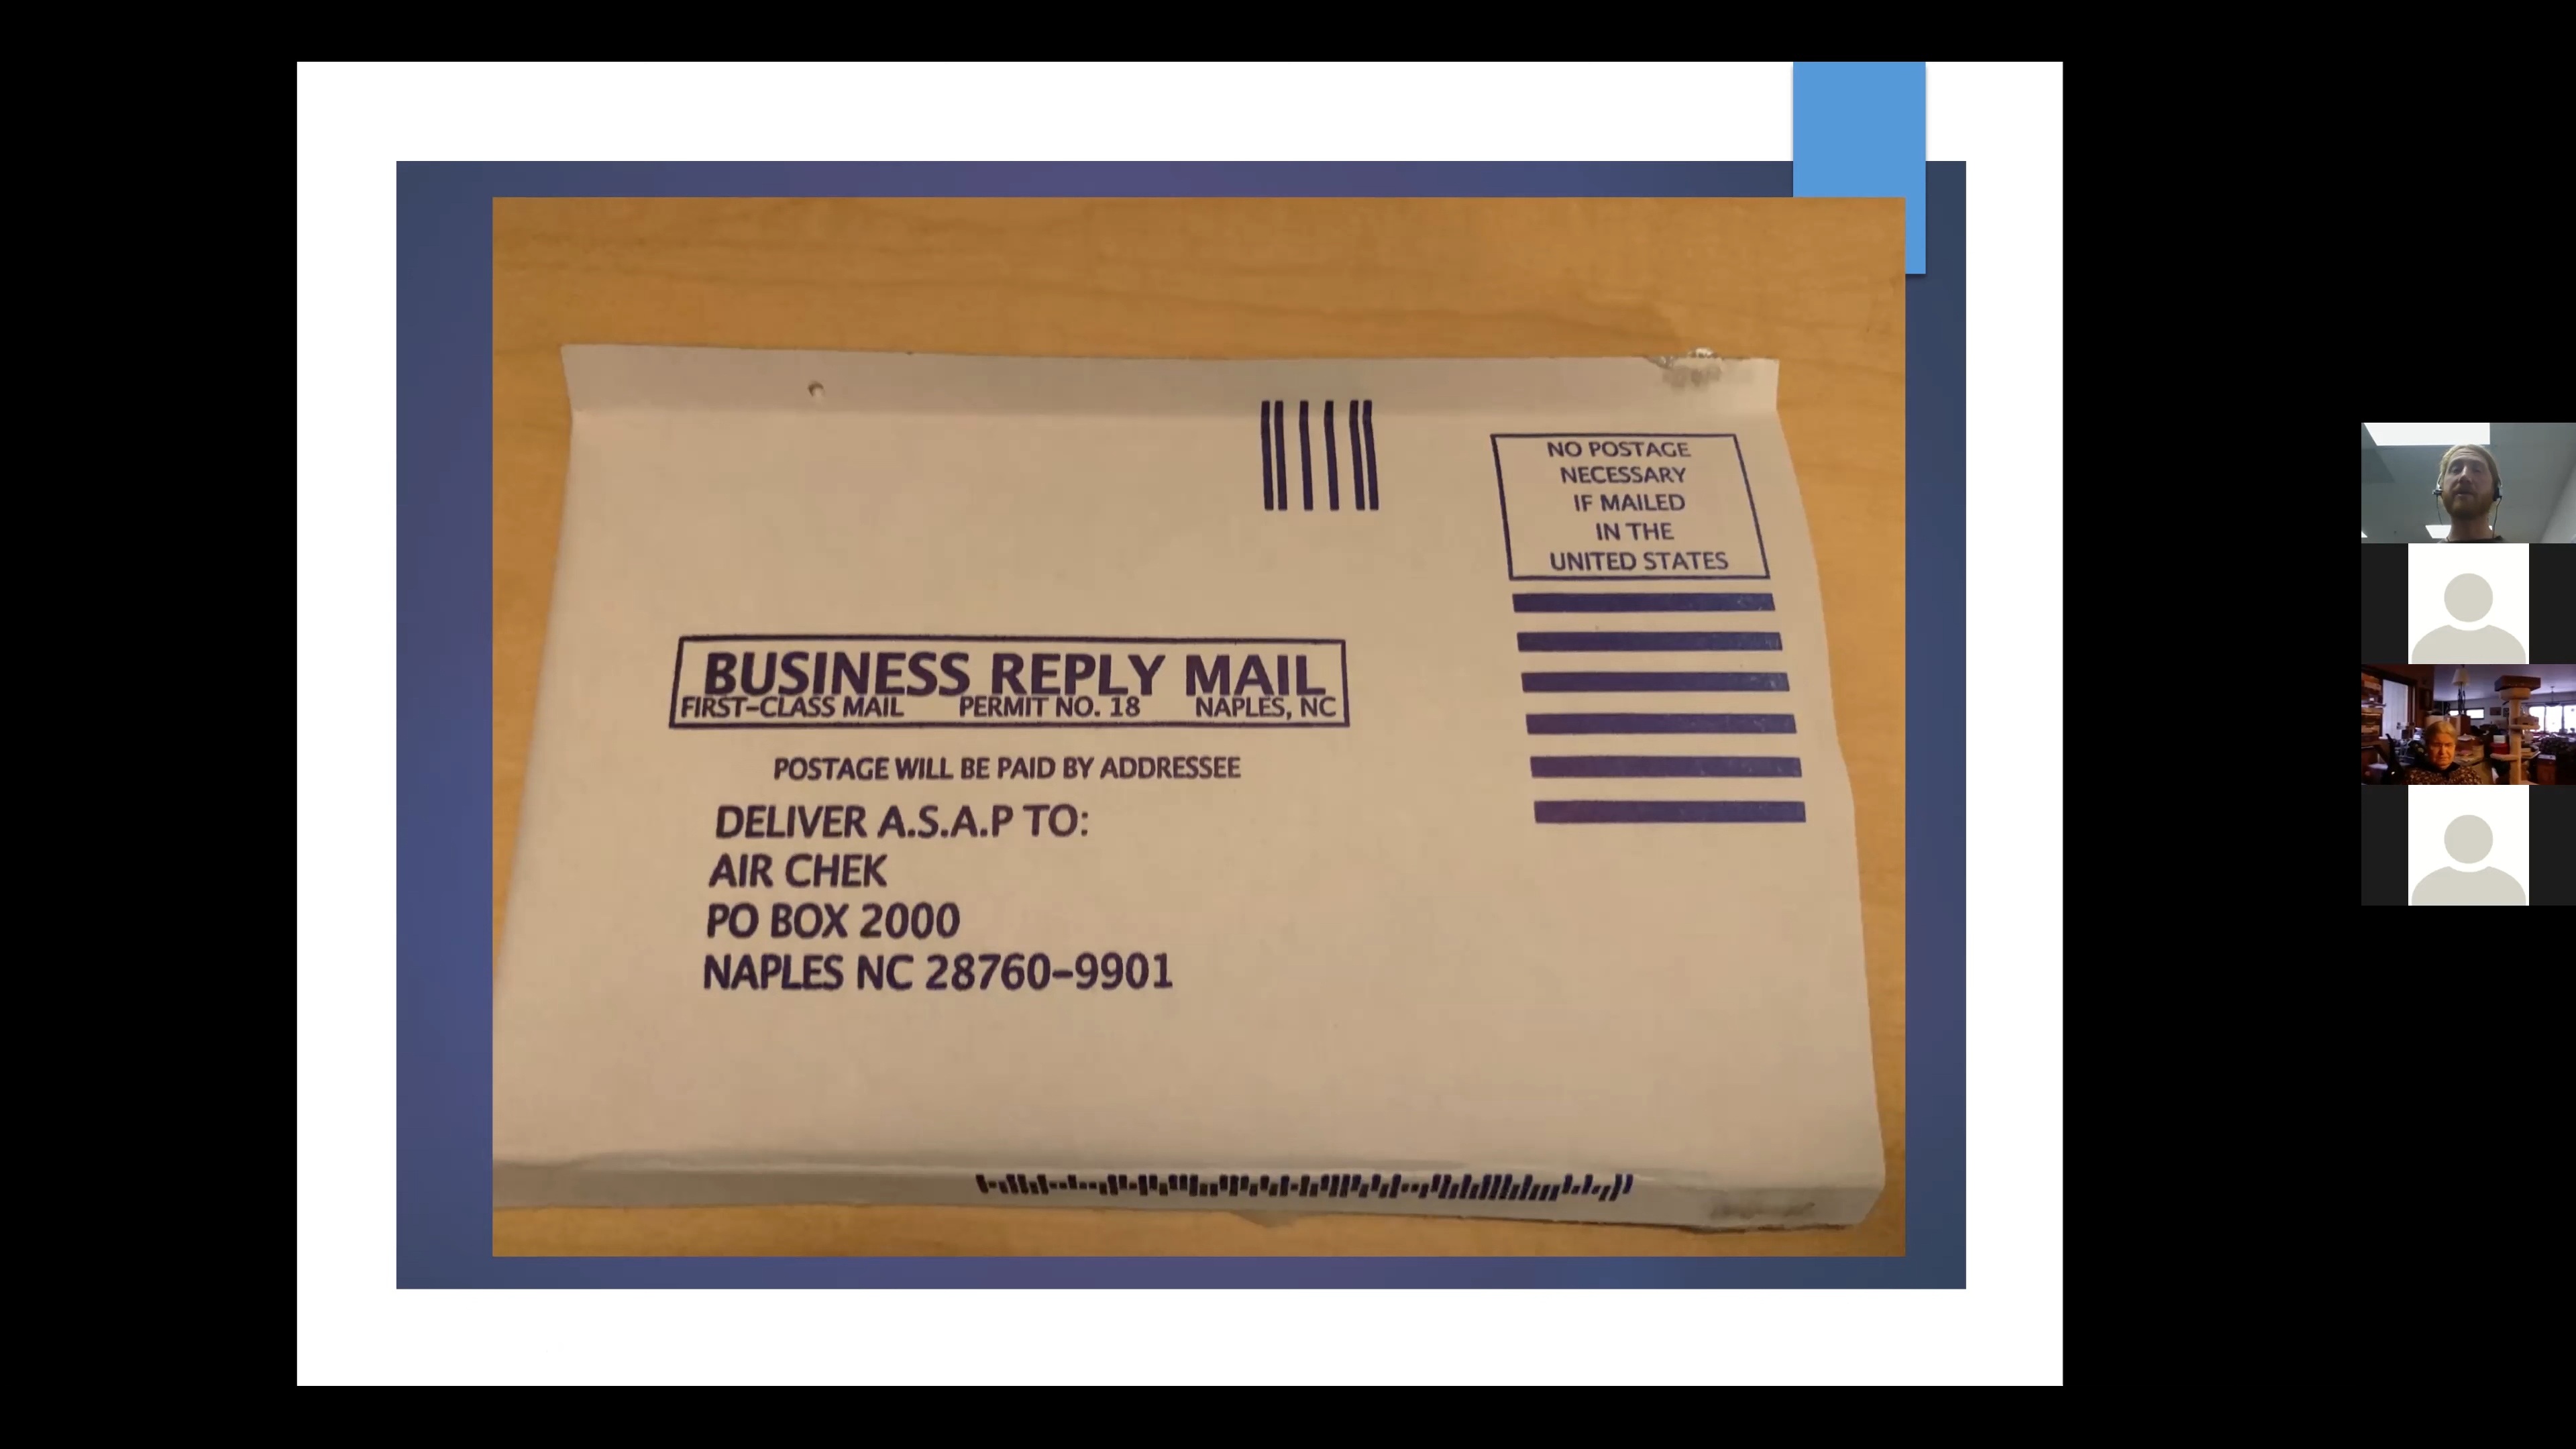 NO POSTAGE
NECESSARY
IF MAILED
IN THE
UNITED STATES
BUSINESS REPLY MAIL
FIRST-CLASS MAIL PERMIT NO. 18 NAPLES, NC
POSTAGE WILL BE PAID BY ADDRESSEE
DELIVER A.S.A.P TO:
AIR CHEK
PO BOX 2000
NAPLES NC 28760-9901